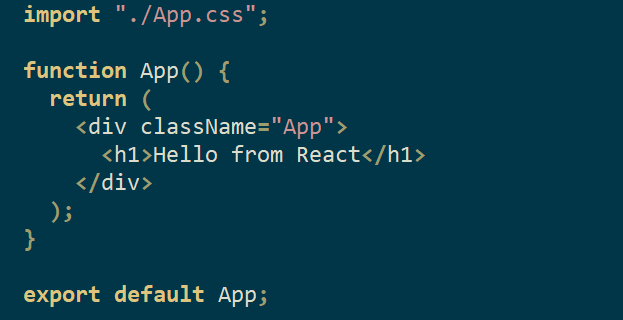 import "./App.css";

function App() {
  return (
    <div className="App">
      <h1>Hello from React</h1>
    </div>
  );
}

export default App;